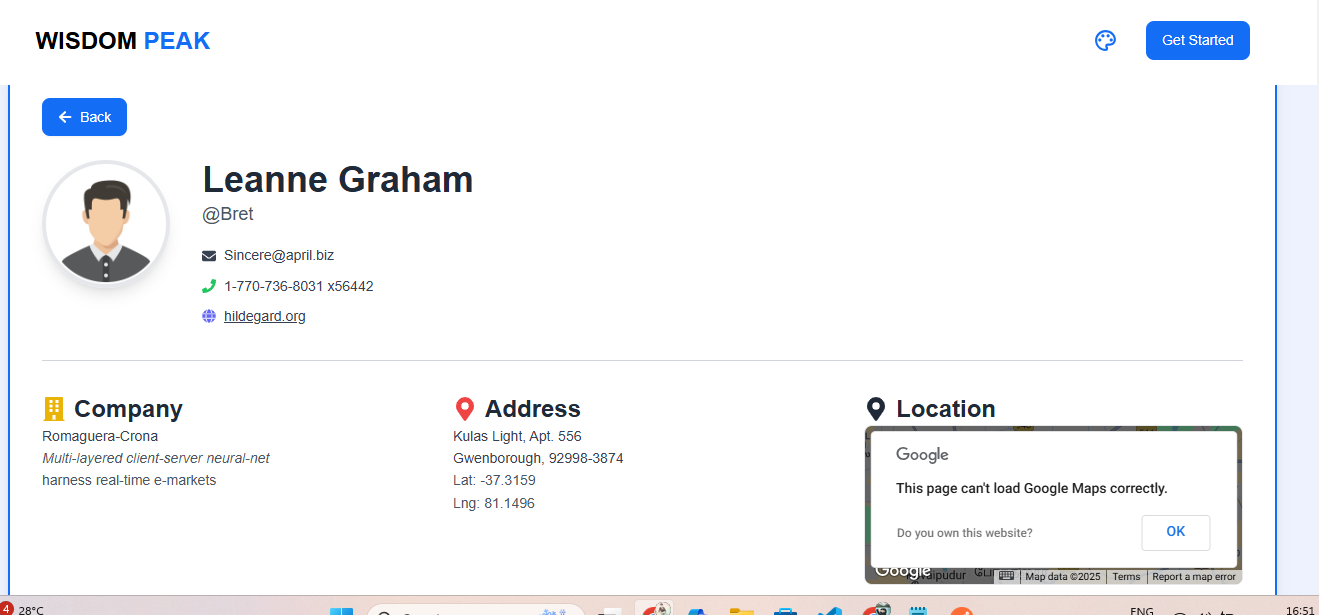 WISDOM PEAK
Get Started
Back
Leanne Graham
@Bret
Sincere@april.biz
1-770-736-8031 x56442
hildegard.org
Company
Romaguera-Crona
Multi-layered client-server neural-net
harness real-time e-markets
Address
Kulas Light, Apt. 556
Gwenborough, 92998-3874
Lat: -37.3159
Lng: 81.1496
Location
Google
This page can't load Google Maps correctly.
Do you own this website?
OK
Google
Map data ©2025
Terms
Report a map error
4
28°C
ENG
16:51